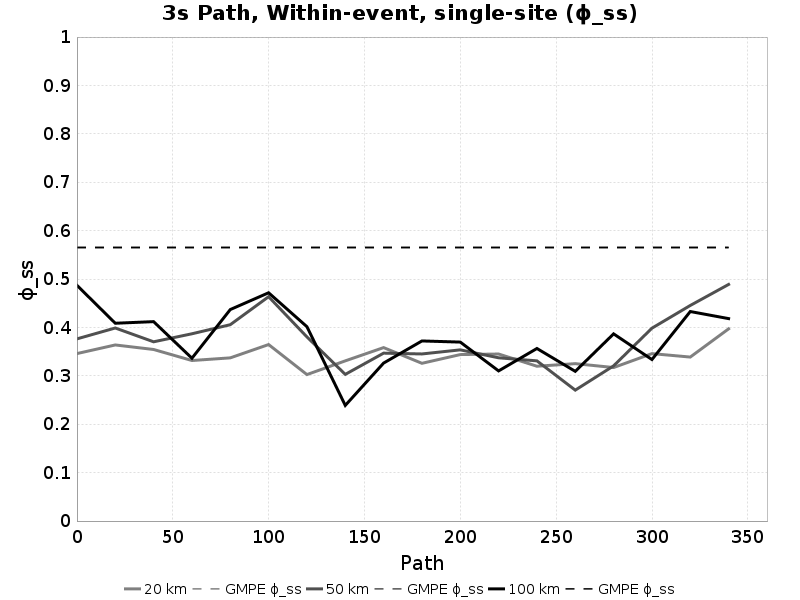 3s Path, Within-event, single-site (ϕ_ss)
1
0.9
0.8
0.7
0.6
0.5
0.4
0.3
0.2
0.1
0
ϕ_ss
0 50 100 150 200 250 300 350
Path
20 km GMPE ϕ_ss 50 km GMPE ϕ_ss 100 km GMPE ϕ_ss